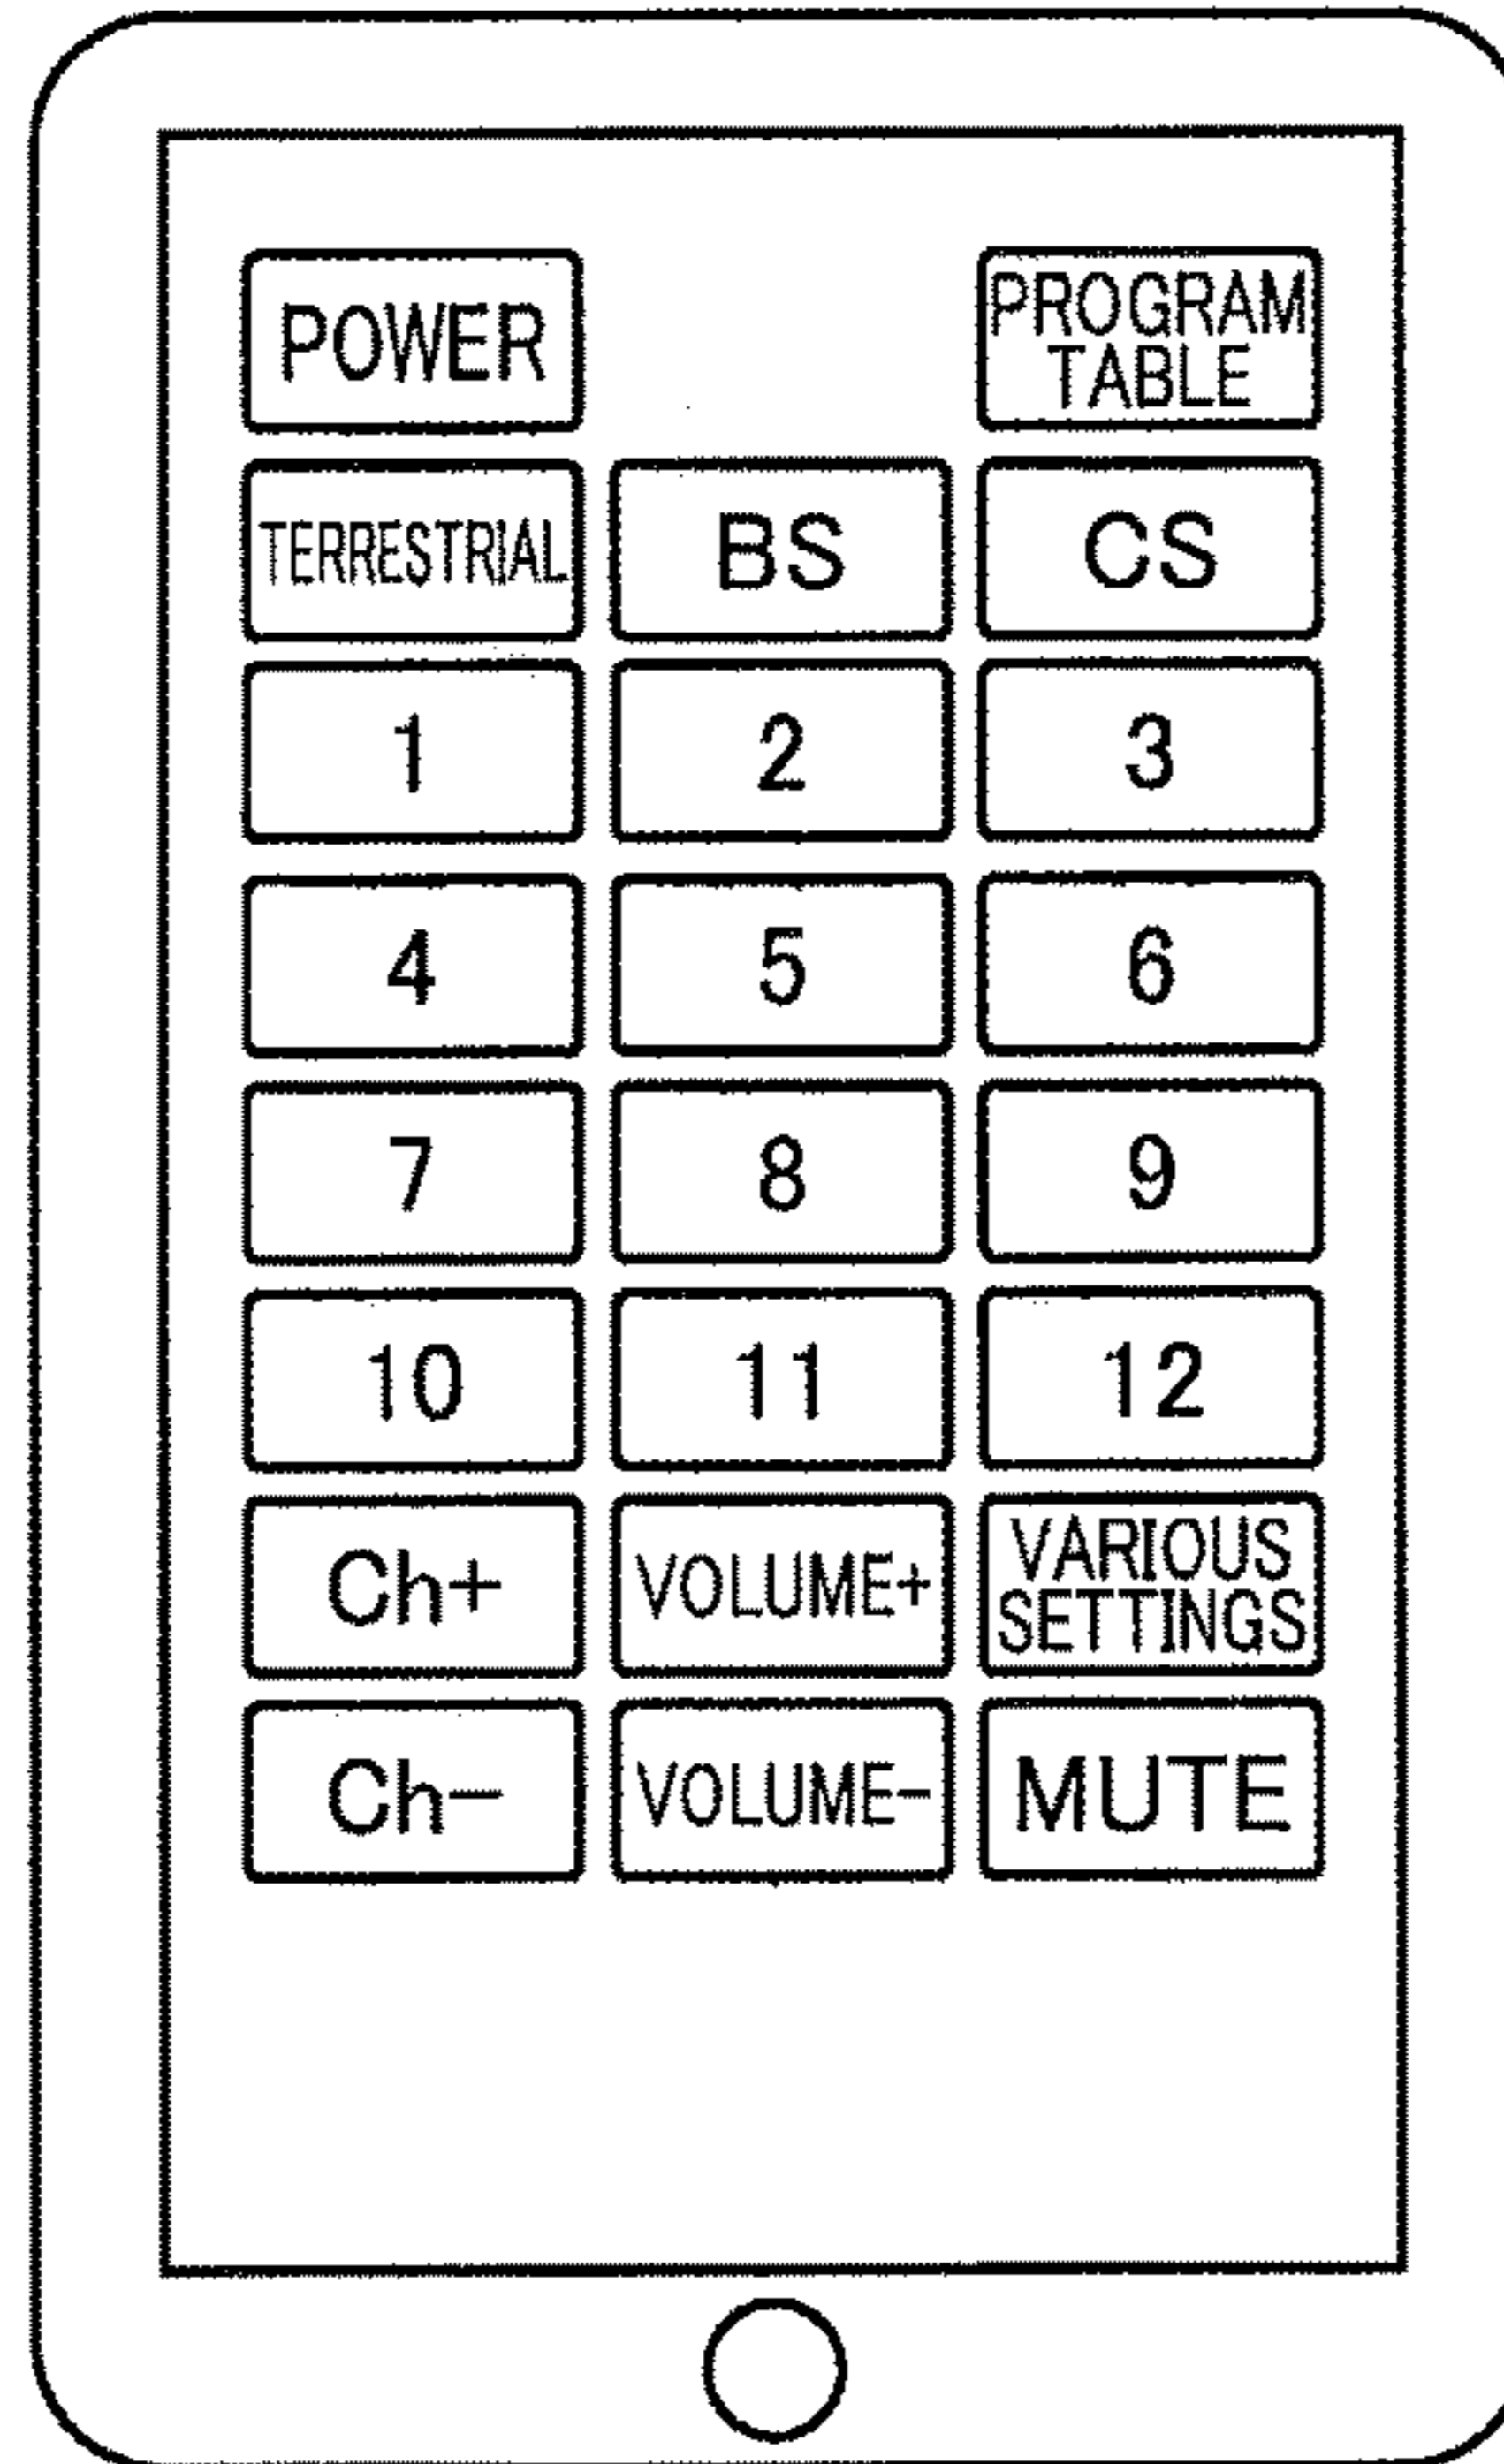 POWER
PROGRAM
TABLE
TERRESTRIAL
BS
CS
1
2
3
4
5
6
7
8
9
10
11
12
Ch+
VOLUME+
VARIOUS
SETTINGS
Ch-
VOLUME-
MUTE